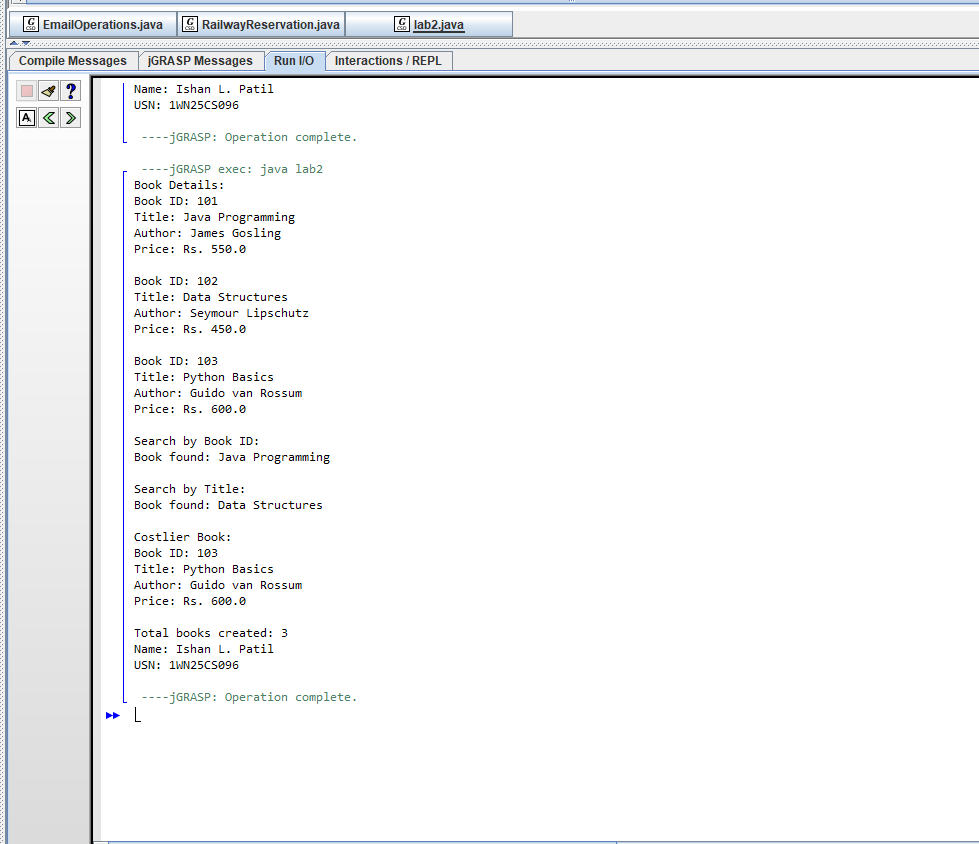 EmailOperations.java RailwayReservation.java lab2.java
Compile Messages jGRASP Messages Run I/O Interactions / REPL
Name: Ishan L. Patil
USN: 1WN25CS096
----jGRASP: Operation complete.
----jGRASP exec: java lab2
Book Details:
Book ID: 101
Title: Java Programming
Author: James Gosling
Price: Rs. 550.0
Book ID: 102
Title: Data Structures
Author: Seymour Lipschutz
Price: Rs. 450.0
Book ID: 103
Title: Python Basics
Author: Guido van Rossum
Price: Rs. 600.0
Search by Book ID:
Book found: Java Programming
Search by Title:
Book found: Data Structures
Costlier Book:
Book ID: 103
Title: Python Basics
Author: Guido van Rossum
Price: Rs. 600.0
Total books created: 3
Name: Ishan L. Patil
USN: 1WN25CS096
----jGRASP: Operation complete.